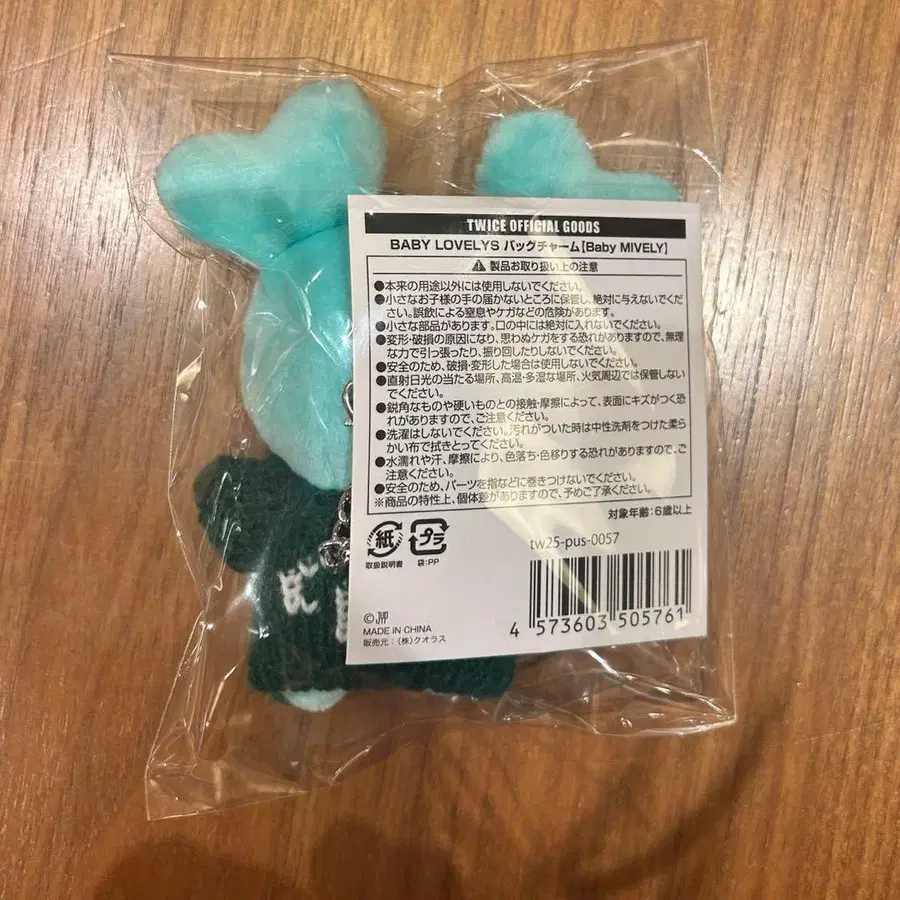 TWICE OFFICIAL GOODS
BABY LOVELYS バッグチャーム【Baby MIVELY】
⚠ 製品お取り扱い上の注意
●本来の用途以外には使用しないでください。
●小さなお子様の手の届かないところに保管し、絶対に与えないでくだ
さい。誤飲による窒息やケガなどの危険があります。
●小さな部品があります。口の中には絶対に入れないでください。
●変形・破損の原因になり、思わぬケガをする恐れがありますので、無理
な力で引っ張ったり、振り回したりしないでください。
●安全のため、破損・変形した場合は使用しないでください。
●直射日光の当たる場所、高温・多湿な場所、火気周辺では保管しない
でください。
●鋭角なものや硬いものとの接触・摩擦によって、表面にキズがつく恐
れがありますので、ご注意ください。
●洗濯はしないでください。汚れがついた時は中性洗剤をつけた柔ら
かい布で拭きとってください。
●水濡れや汗、摩擦により、色落ち・色移りする恐れがありますので、ご
注意ください。
●安全のため、パーツを指などに巻きつけないでください。
※商品の特性上、個体差がありますので、予めご了承ください。
対象年齢:6歳以上
紙
プラ
取扱説明書
袋:PP
tw25-pus-0057
©JYP
MADE IN CHINA
販売元:(株)クオラス
4 573603 505761